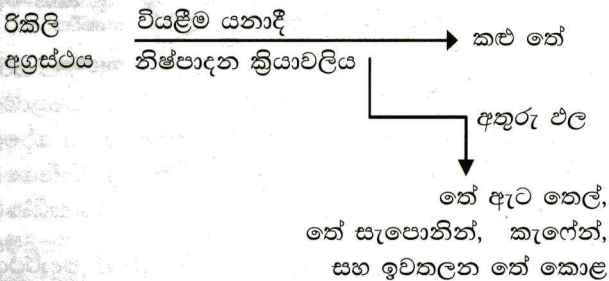 රිකිලි වියළීම යනාදී
කළු තේ
අග්‍රස්ථය නිෂ්පාදන ක්‍රියාවලිය
අතුරු ඵල
තේ ඇට තෙල්,
තේ සැපොනින්, කැෆේන්,
සහ ඉවතලන තේ කොළ